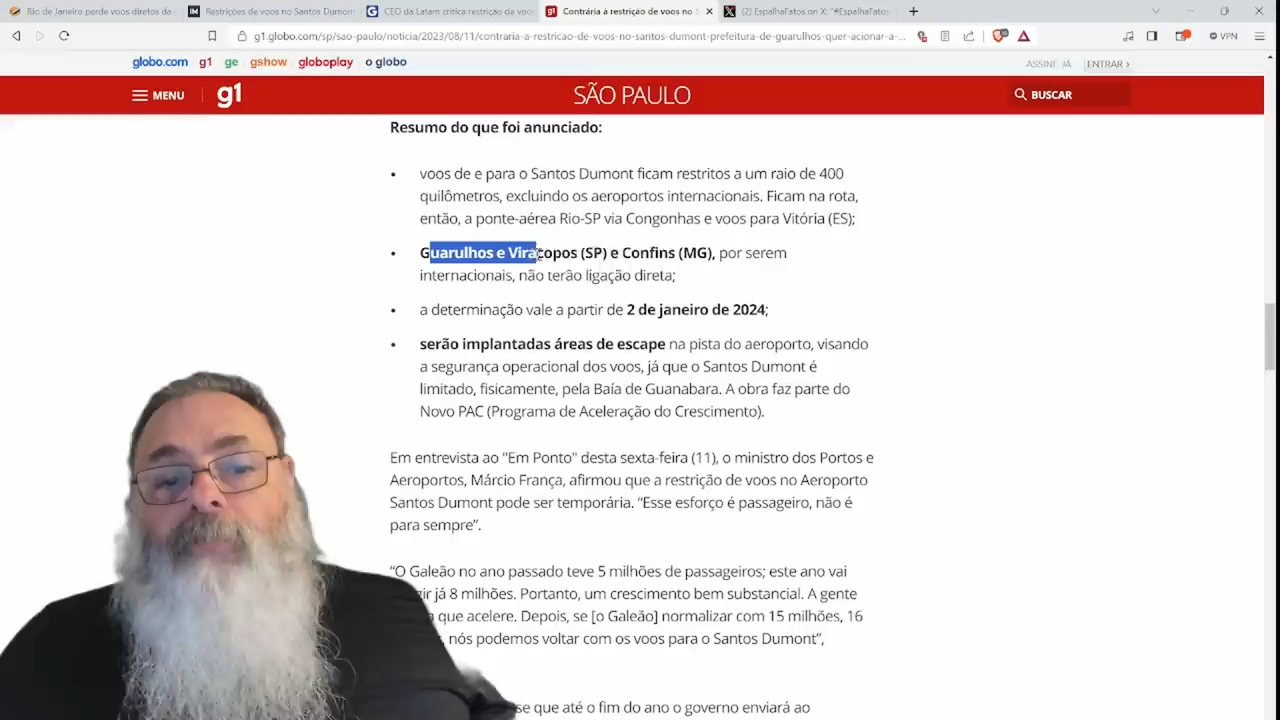 Rio de Janeiro perde voos diretos da
Restrições de voos no Santos Dumont
CEO da Latam critica restrição de voos
Contrária à restrição de voos no S
(2) EspalhaFatos on X: "#EspalhaFatos
g1.globo.com/sp/sao-paulo/noticia/2023/08/11/contraria-a-restricao-de-voos-no-santos-dumont-prefeitura-de-guarulhos-quer-acionar-a-...
VPN
globo.com g1 ge gshow globoplay o globo
ASSINE JÁ ENTRAR ›
MENU g1 SÃO PAULO BUSCAR
Resumo do que foi anunciado:
voos de e para o Santos Dumont ficam restritos a um raio de 400
quilômetros, excluindo os aeroportos internacionais. Ficam na rota,
então, a ponte-aérea Rio-SP via Congonhas e voos para Vitória (ES);
Guarulhos e Viracopos (SP) e Confins (MG), por serem
internacionais, não terão ligação direta;
a determinação vale a partir de 2 de janeiro de 2024;
serão implantadas áreas de escape na pista do aeroporto, visando
a segurança operacional dos voos, já que o Santos Dumont é
limitado, fisicamente, pela Baía de Guanabara. A obra faz parte do
Novo PAC (Programa de Aceleração do Crescimento).
Em entrevista ao "Em Ponto" desta sexta-feira (11), o ministro dos Portos e
Aeroportos, Márcio França, afirmou que a restrição de voos no Aeroporto
Santos Dumont pode ser temporária. “Esse esforço é passageiro, não é
para sempre”.
“O Galeão no ano passado teve 5 milhões de passageiros; este ano vai
já 8 milhões. Portanto, um crescimento bem substancial. A gente
que acelere. Depois, se [o Galeão] normalizar com 15 milhões, 16
nós podemos voltar com os voos para o Santos Dumont”,
se que até o fim do ano o governo enviará ao